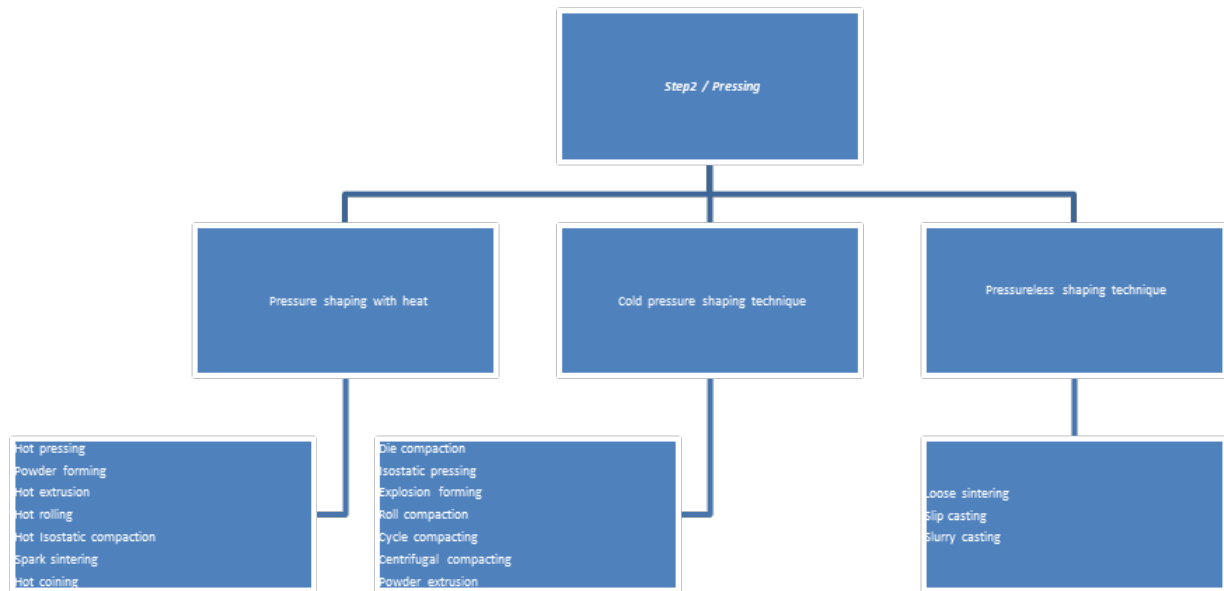 Step2 / Pressing
Pressure shaping with heat
Cold pressure shaping technique
Pressureless shaping technique
Hot pressing
Powder forming
Hot extrusion
Hot rolling
Hot Isostatic compaction
Spark sintering
Hot coining
Die compaction
Isostatic pressing
Explosion forming
Roll compaction
Cycle compacting
Centrifugal compacting
Powder extrusion
Loose sintering
Slip casting
Slurry casting